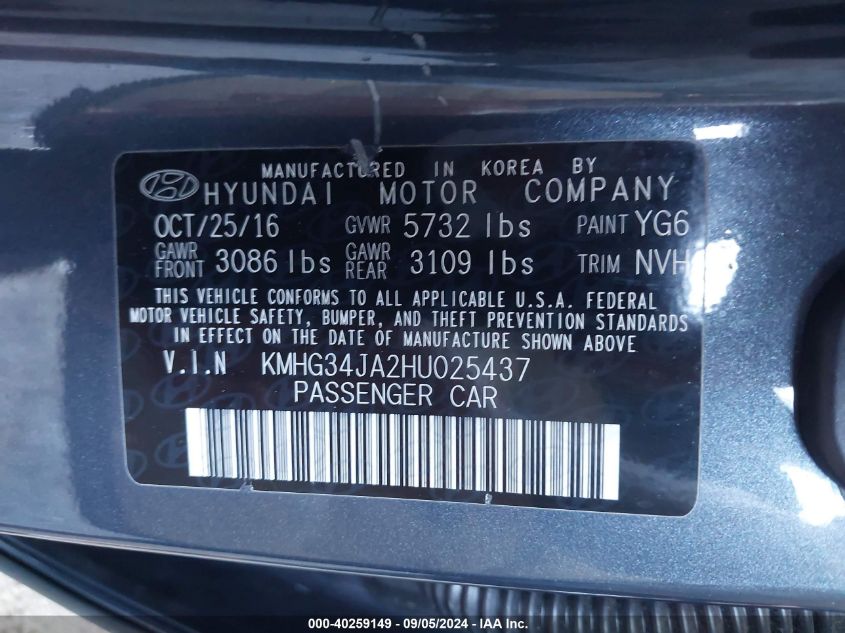 MANUFACTURED IN KOREA BY
HYUNDAI MOTOR COMPANY
OCT/25/16 GVWR 5732 lbs PAINT YG6
GAWR FRONT 3086 lbs GAWR REAR 3109 lbs TRIM NVH
THIS VEHICLE CONFORMS TO ALL APPLICABLE U.S.A. FEDERAL
MOTOR VEHICLE SAFETY, BUMPER, AND THEFT PREVENTION STANDARDS
IN EFFECT ON THE DATE OF MANUFACTURE SHOWN ABOVE
V.I.N KMHG34JA2HU025437
PASSENGER CAR
000-40259149 - 09/05/2024 - IAA Inc.